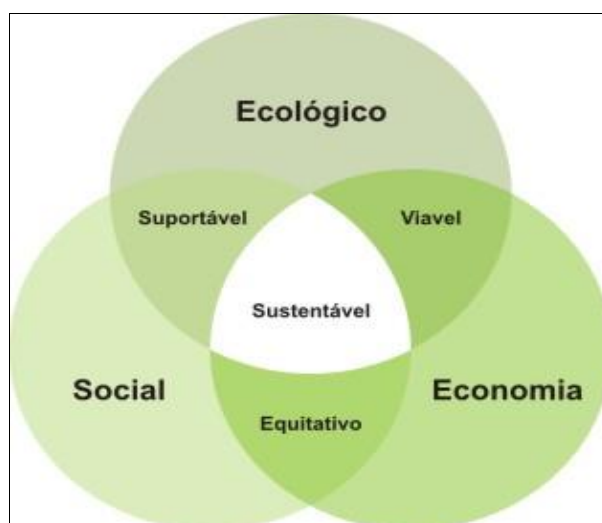 Ecológico
Suportável
Viavel
Sustentável
Social
Economia
Equitativo